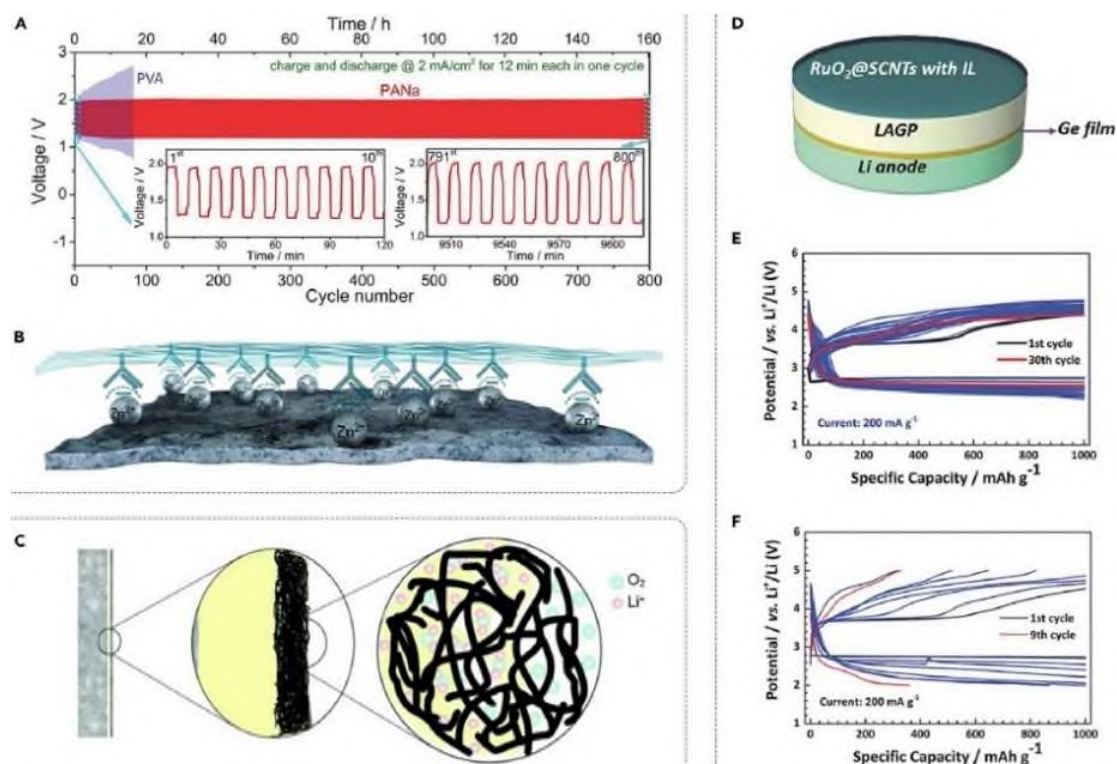 A
Time / h
0 20 40 60 80 100 120 140 160
3
2
1
0
-1
Voltage / V
charge and discharge @ 2 mA/cm² for 12 min each in one cycle
PVA
PANa
1st
10th
2.0
1.5
1.0
Voltage / V
0 30 60 90 120
Time / min
791st
800th
2.0
1.5
1.0
Voltage / V
9510 9540 9570 9600
Time / min
0 100 200 300 400 500 600 700 800
Cycle number
B
Zn²⁺
Zn²⁺
Zn²⁺
C
O₂
Li⁺
D
RuO₂@SCNTs with IL
LAGP
Ge film
Li anode
E
6
5
4
3
2
1
Potential / vs. Li⁺/Li (V)
1st cycle
30th cycle
Current: 200 mA g⁻¹
0 200 400 600 800 1000
Specific Capacity / mAh g⁻¹
F
6
5
4
3
2
1
Potential / vs. Li⁺/Li (V)
1st cycle
9th cycle
Current: 200 mA g⁻¹
0 200 400 600 800 1000
Specific Capacity / mAh g⁻¹